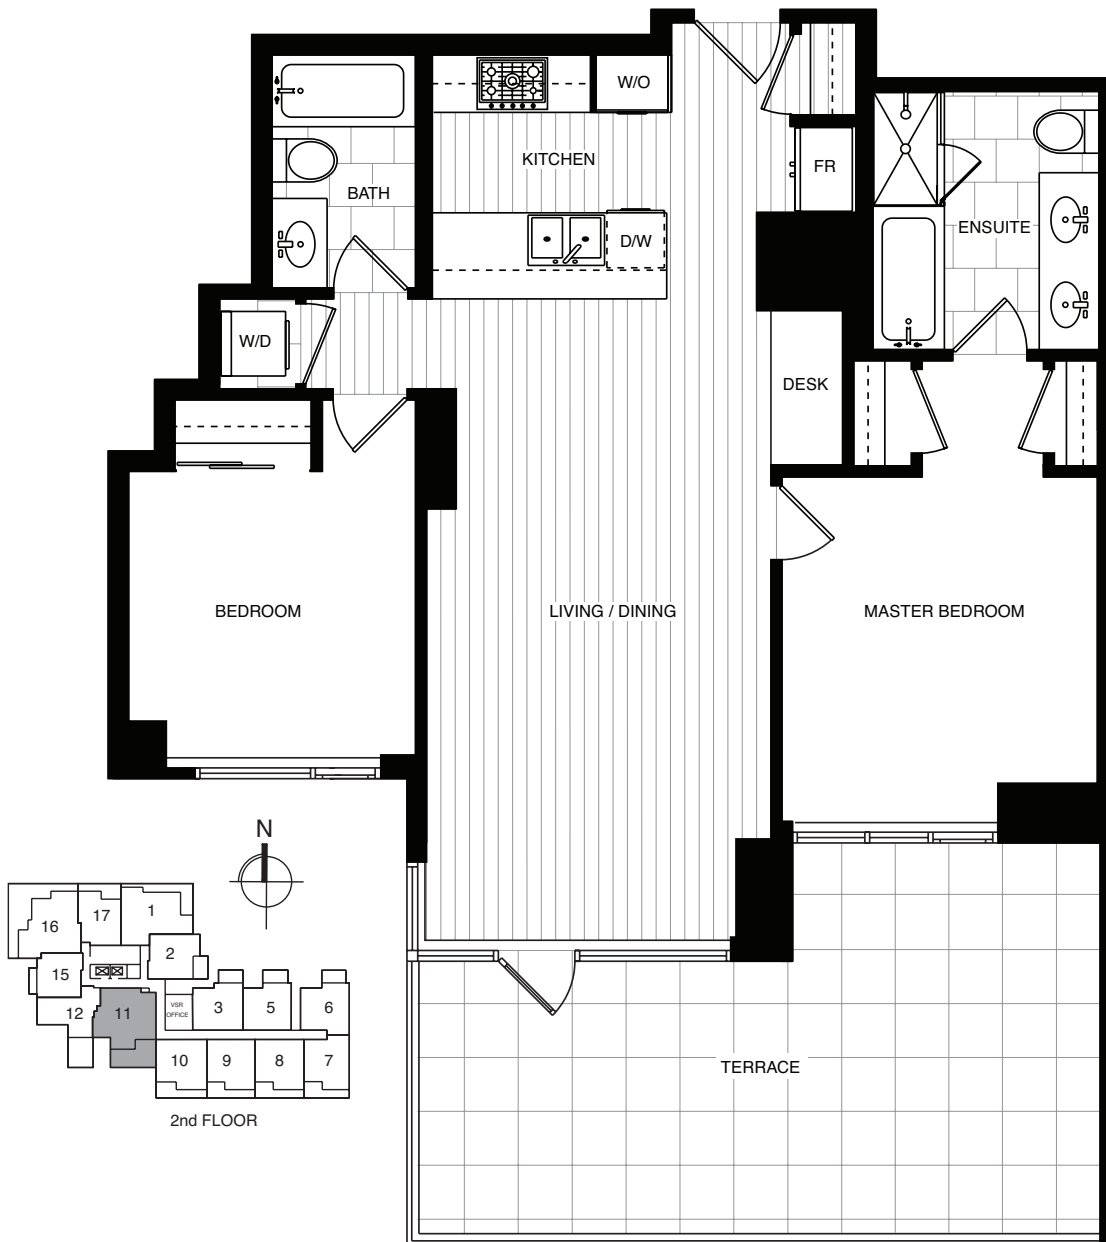 W/O
KITCHEN
FR
BATH
ENSUITE
D/W
W/D
DESK
BEDROOM
LIVING / DINING
MASTER BEDROOM
N
16
17
1
2
15
12
11
VSR
OFFICE
3
5
6
10
9
8
7
2nd FLOOR
TERRACE